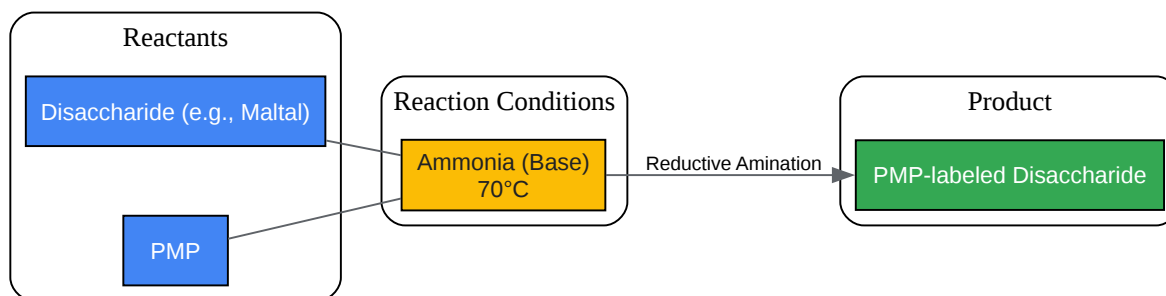 Reactants
Disaccharide (e.g., Maltal)
PMP
Reaction Conditions
Ammonia (Base)
70°C
Reductive Amination
Product
PMP-labeled Disaccharide